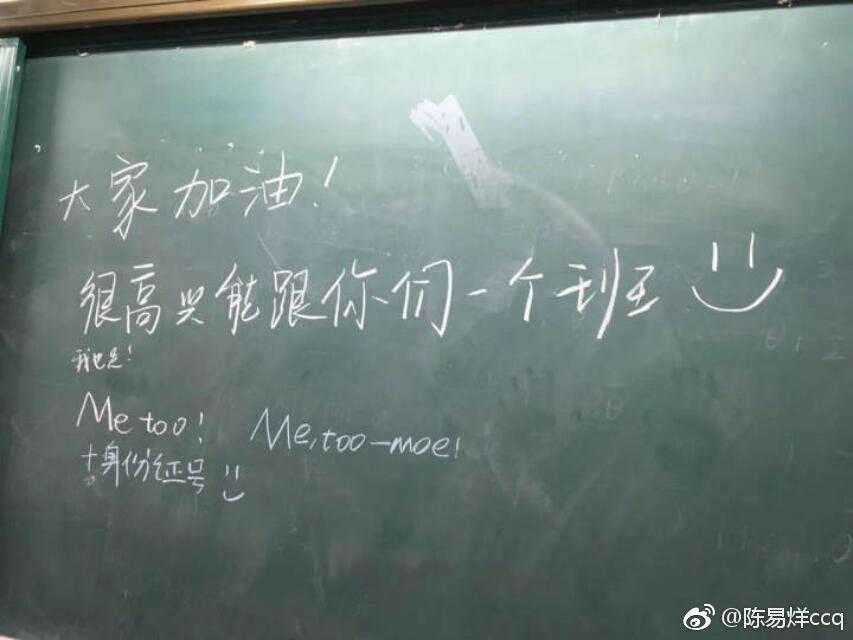 大家加油！
很高兴能跟你们一个班
我也是！
Me too!
Me, too-moe!
+身份证号
@陈易烊ccq